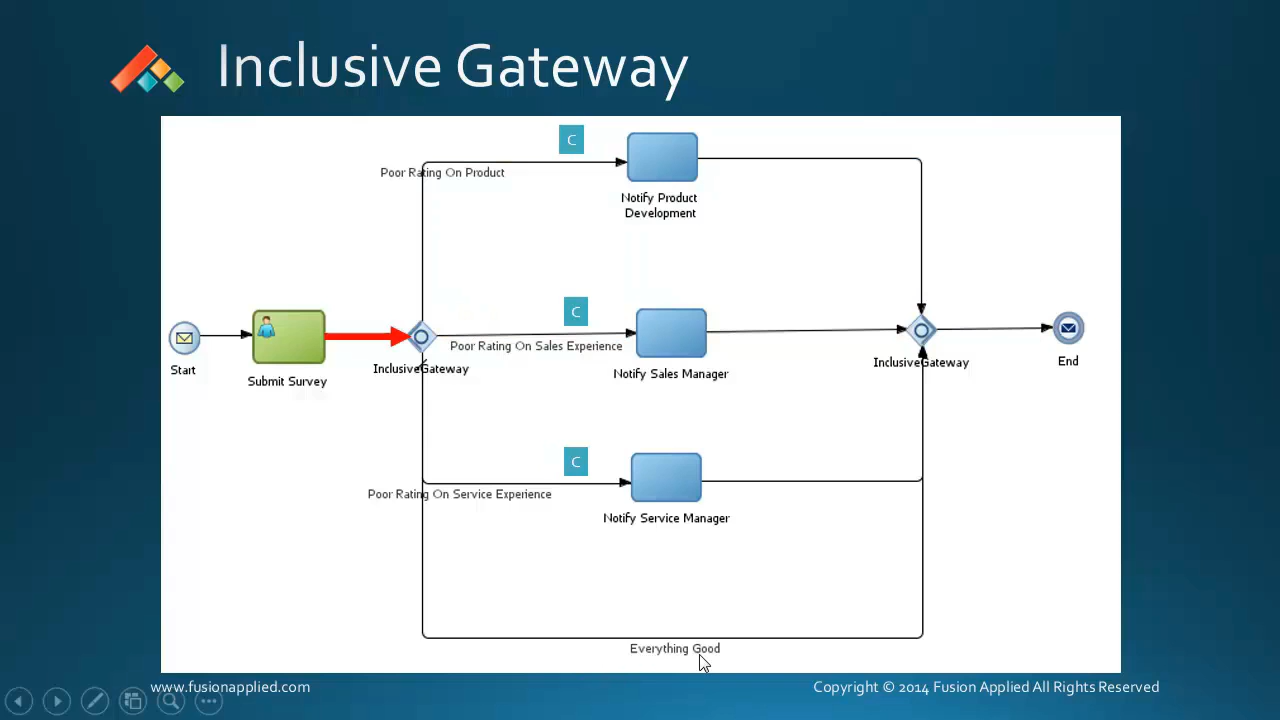 Inclusive Gateway
C
Poor Rating On Product
Notify Product
Development
C
Poor Rating On Sales Experience
Start
Submit Survey
InclusiveGateway
Notify Sales Manager
InclusiveGateway
End
C
Poor Rating On Service Experience
Notify Service Manager
Everything Good
www.fusionapplied.com
Copyright © 2014 Fusion Applied All Rights Reserved